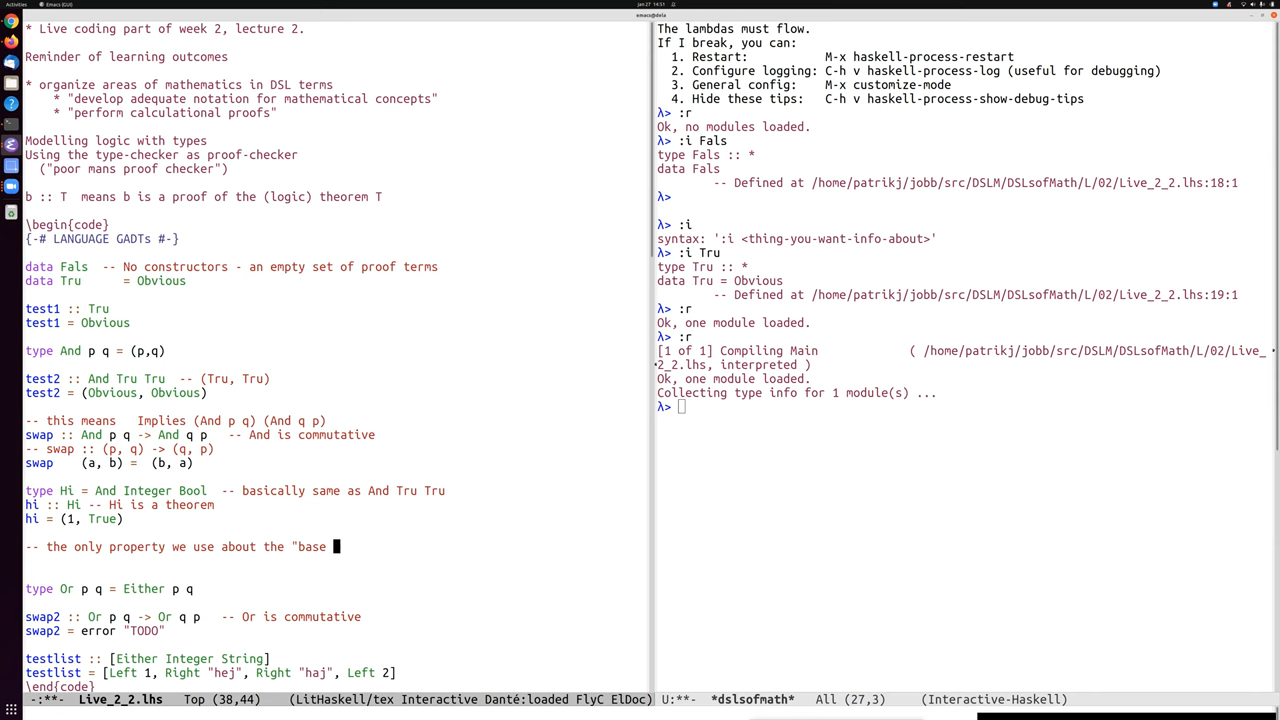 Activities
Emacs (GUI)
Jan 27 14:51
emacs@dela
* Live coding part of week 2, lecture 2.
Reminder of learning outcomes
* organize areas of mathematics in DSL terms
    * "develop adequate notation for mathematical concepts"
    * "perform calculational proofs"
Modelling logic with types
Using the type-checker as proof-checker
  ("poor mans proof checker")
b :: T  means b is a proof of the (logic) theorem T
\begin{code}
{-# LANGUAGE GADTs #-}
data Fals  -- No constructors - an empty set of proof terms
data Tru      = Obvious
test1 :: Tru
test1 = Obvious
type And p q = (p,q)
test2 :: And Tru Tru  -- (Tru, Tru)
test2 = (Obvious, Obvious)
-- this means   Implies (And p q) (And q p)
swap :: And p q -> And q p   -- And is commutative
-- swap :: (p, q) -> (q, p)
swap    (a, b) =  (b, a)
type Hi = And Integer Bool  -- basically same as And Tru Tru
hi :: Hi -- Hi is a theorem
hi = (1, True)
-- the only property we use about the "base
type Or p q = Either p q
swap2 :: Or p q -> Or q p   -- Or is commutative
swap2 = error "TODO"
testlist :: [Either Integer String]
testlist = [Left 1, Right "hej", Right "haj", Left 2]
\end{code}
-:**-  Live_2_2.lhs   Top (38,44)    (LitHaskell/tex Interactive Danté:loaded FlyC ElDoc)
The lambdas must flow.
If I break, you can:
  1. Restart:           M-x haskell-process-restart
  2. Configure logging: C-h v haskell-process-log (useful for debugging)
  3. General config:    M-x customize-mode
  4. Hide these tips:   C-h v haskell-process-show-debug-tips
λ> :r
Ok, no modules loaded.
λ> :i Fals
type Fals :: *
data Fals
        -- Defined at /home/patrikj/jobb/src/DSLM/DSLsofMath/L/02/Live_2_2.lhs:18:1
λ>
λ> :i
syntax: ':i <thing-you-want-info-about>'
λ> :i Tru
type Tru :: *
data Tru = Obvious
        -- Defined at /home/patrikj/jobb/src/DSLM/DSLsofMath/L/02/Live_2_2.lhs:19:1
λ> :r
Ok, one module loaded.
λ> :r
[1 of 1] Compiling Main             ( /home/patrikj/jobb/src/DSLM/DSLsofMath/L/02/Live_
2_2.lhs, interpreted )
Ok, one module loaded.
Collecting type info for 1 module(s) ...
λ>
U:**-  *dslsofmath*   All (27,3)     (Interactive-Haskell)